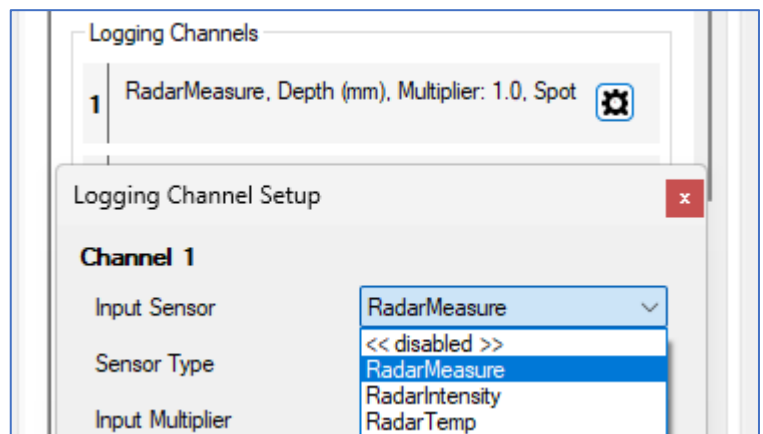 Logging Channels
1 RadarMeasure, Depth (mm), Multiplier: 1.0, Spot
Logging Channel Setup
x
Channel 1
Input Sensor RadarMeasure
<< disabled >>
Sensor Type
RadarMeasure
RadarIntensity
Input Multiplier RadarTemp